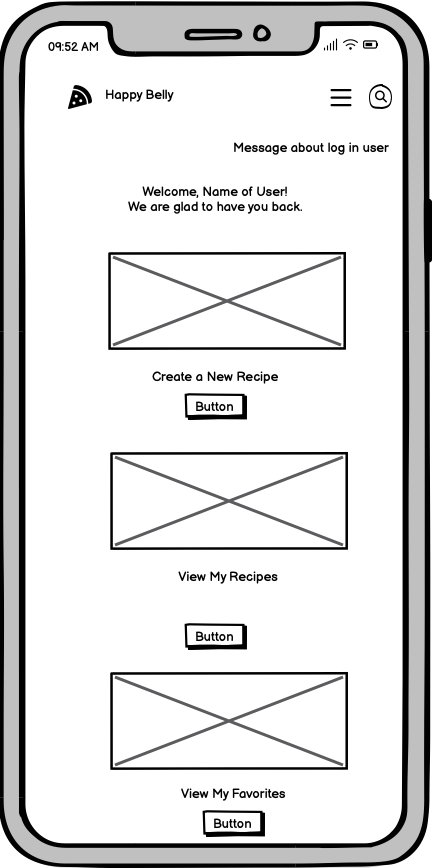 09:52 AM
Happy Belly
Message about log in user
Welcome, Name of User!
We are glad to have you back.
Create a New Recipe
Button
View My Recipes
Button
View My Favorites
Button